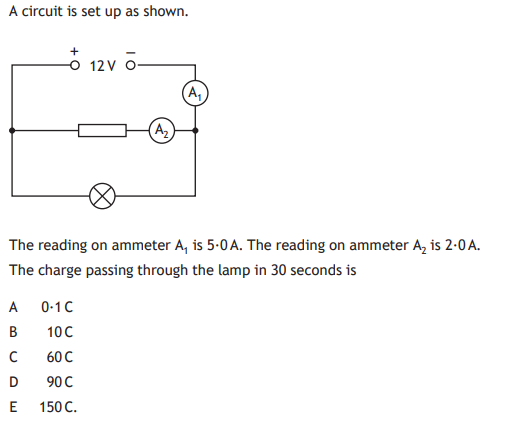 A circuit is set up as shown.
+ –
12 V
A₁
A₂
The reading on ammeter A₁ is 5·0 A. The reading on ammeter A₂ is 2·0 A.
The charge passing through the lamp in 30 seconds is
A 0·1 C
B 10 C
C 60 C
D 90 C
E 150 C.